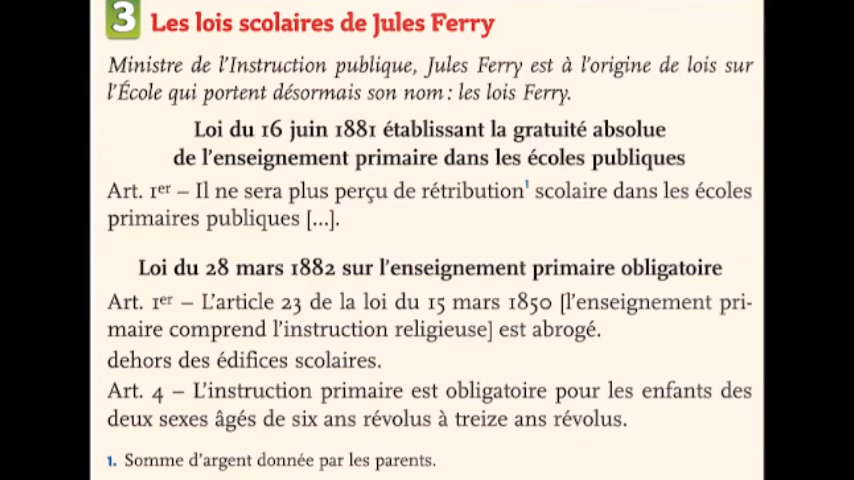 3 Les lois scolaires de Jules Ferry
Ministre de l'Instruction publique, Jules Ferry est à l'origine de lois sur
l'École qui portent désormais son nom : les lois Ferry.
Loi du 16 juin 1881 établissant la gratuité absolue
de l'enseignement primaire dans les écoles publiques
Art. 1er – Il ne sera plus perçu de rétribution1 scolaire dans les écoles
primaires publiques [...].
Loi du 28 mars 1882 sur l'enseignement primaire obligatoire
Art. 1er – L'article 23 de la loi du 15 mars 1850 [l'enseignement pri-
maire comprend l'instruction religieuse] est abrogé.
dehors des édifices scolaires.
Art. 4 – L'instruction primaire est obligatoire pour les enfants des
deux sexes âgés de six ans révolus à treize ans révolus.
1. Somme d'argent donnée par les parents.